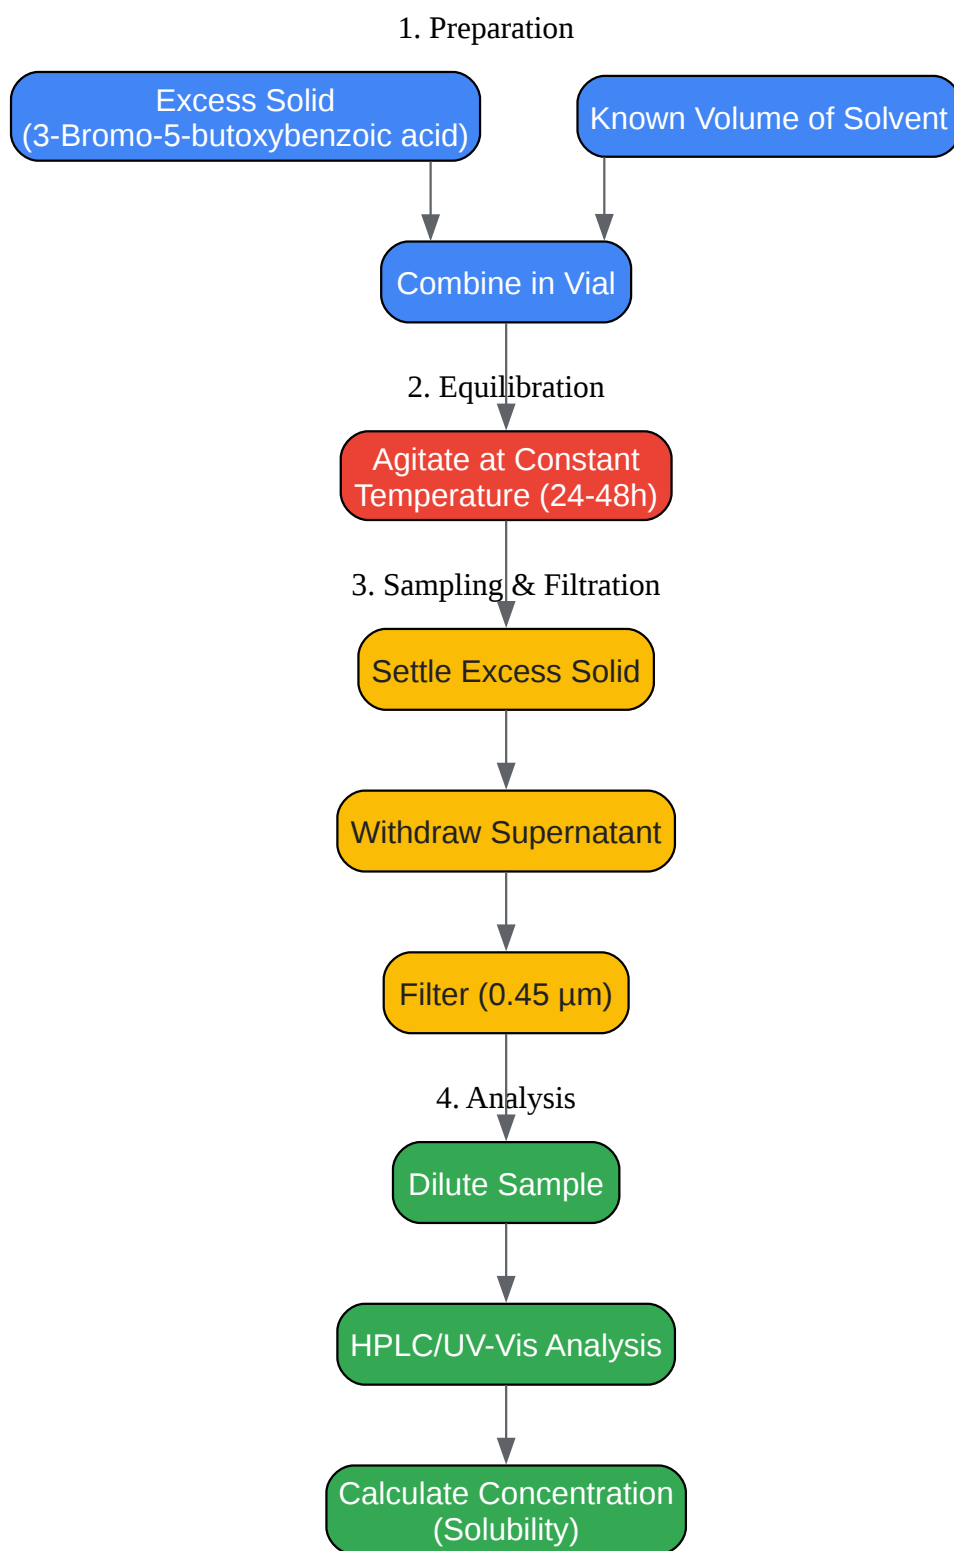 1. Preparation
Excess Solid
(3-Bromo-5-butoxybenzoic acid)
Known Volume of Solvent
Combine in Vial
2. Equilibration
Agitate at Constant
Temperature (24-48h)
3. Sampling & Filtration
Settle Excess Solid
Withdraw Supernatant
Filter (0.45 µm)
4. Analysis
Dilute Sample
HPLC/UV-Vis Analysis
Calculate Concentration
(Solubility)